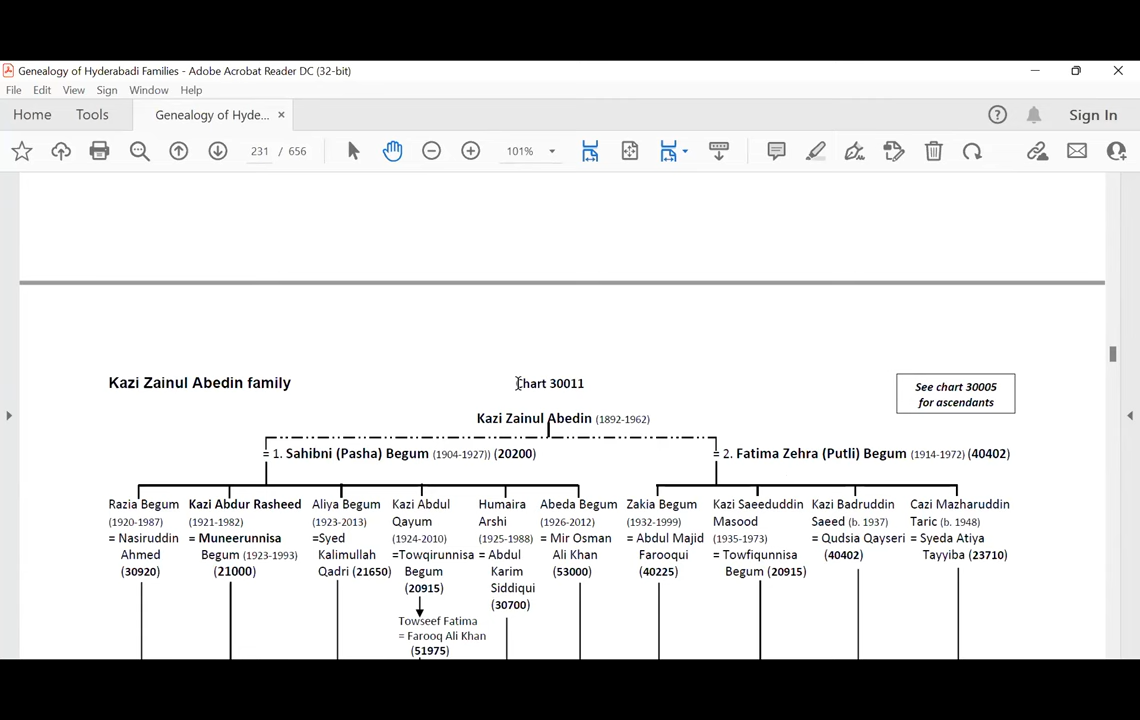 Genealogy of Hyderabadi Families - Adobe Acrobat Reader DC (32-bit)
File Edit View Sign Window Help
Home Tools Genealogy of Hyde... × Sign In
231 / 656 101%
Kazi Zainul Abedin family
Chart 30011
See chart 30005
for ascendants
Kazi Zainul Abedin (1892-1962)
= 1. Sahibni (Pasha) Begum (1904-1927)) (20200)
= 2. Fatima Zehra (Putli) Begum (1914-1972) (40402)
Razia Begum
(1920-1987)
= Nasiruddin
Ahmed
(30920)
Kazi Abdur Rasheed
(1921-1982)
= Muneerunnisa
Begum (1923-1993)
(21000)
Aliya Begum
(1923-2013)
=Syed
Kalimullah
Qadri (21650)
Kazi Abdul
Qayum
(1924-2010)
=Towqirunnisa
Begum
(20915)
Towseef Fatima
= Farooq Ali Khan
(51975)
Humaira
Arshi
(1925-1988)
= Abdul
Karim
Siddiqui
(30700)
Abeda Begum
(1926-2012)
= Mir Osman
Ali Khan
(53000)
Zakia Begum
(1932-1999)
= Abdul Majid
Farooqui
(40225)
Kazi Saeeduddin
Masood
(1935-1973)
= Towfiqunnisa
Begum (20915)
Kazi Badruddin
Saeed (b. 1937)
= Qudsia Qayseri
(40402)
Cazi Mazharuddin
Taric (b. 1948)
= Syeda Atiya
Tayyiba (23710)